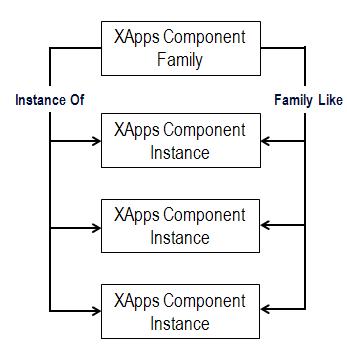 XApps Component
Family
Instance Of
Family Like
XApps Component
Instance
XApps Component
Instance
XApps Component
Instance